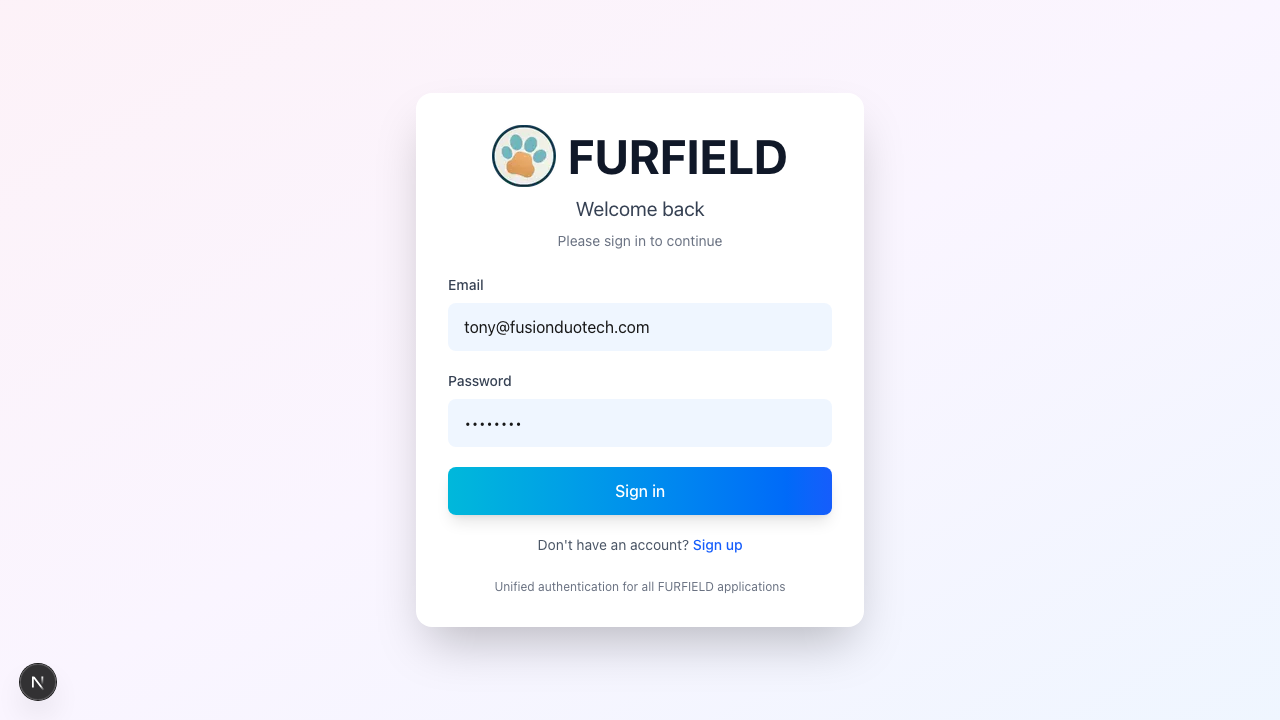 FURFIELD
Welcome back
Please sign in to continue
Email
tony@fusionduotech.com
Password
••••••••
Sign in
Don't have an account? Sign up
Unified authentication for all FURFIELD applications
N